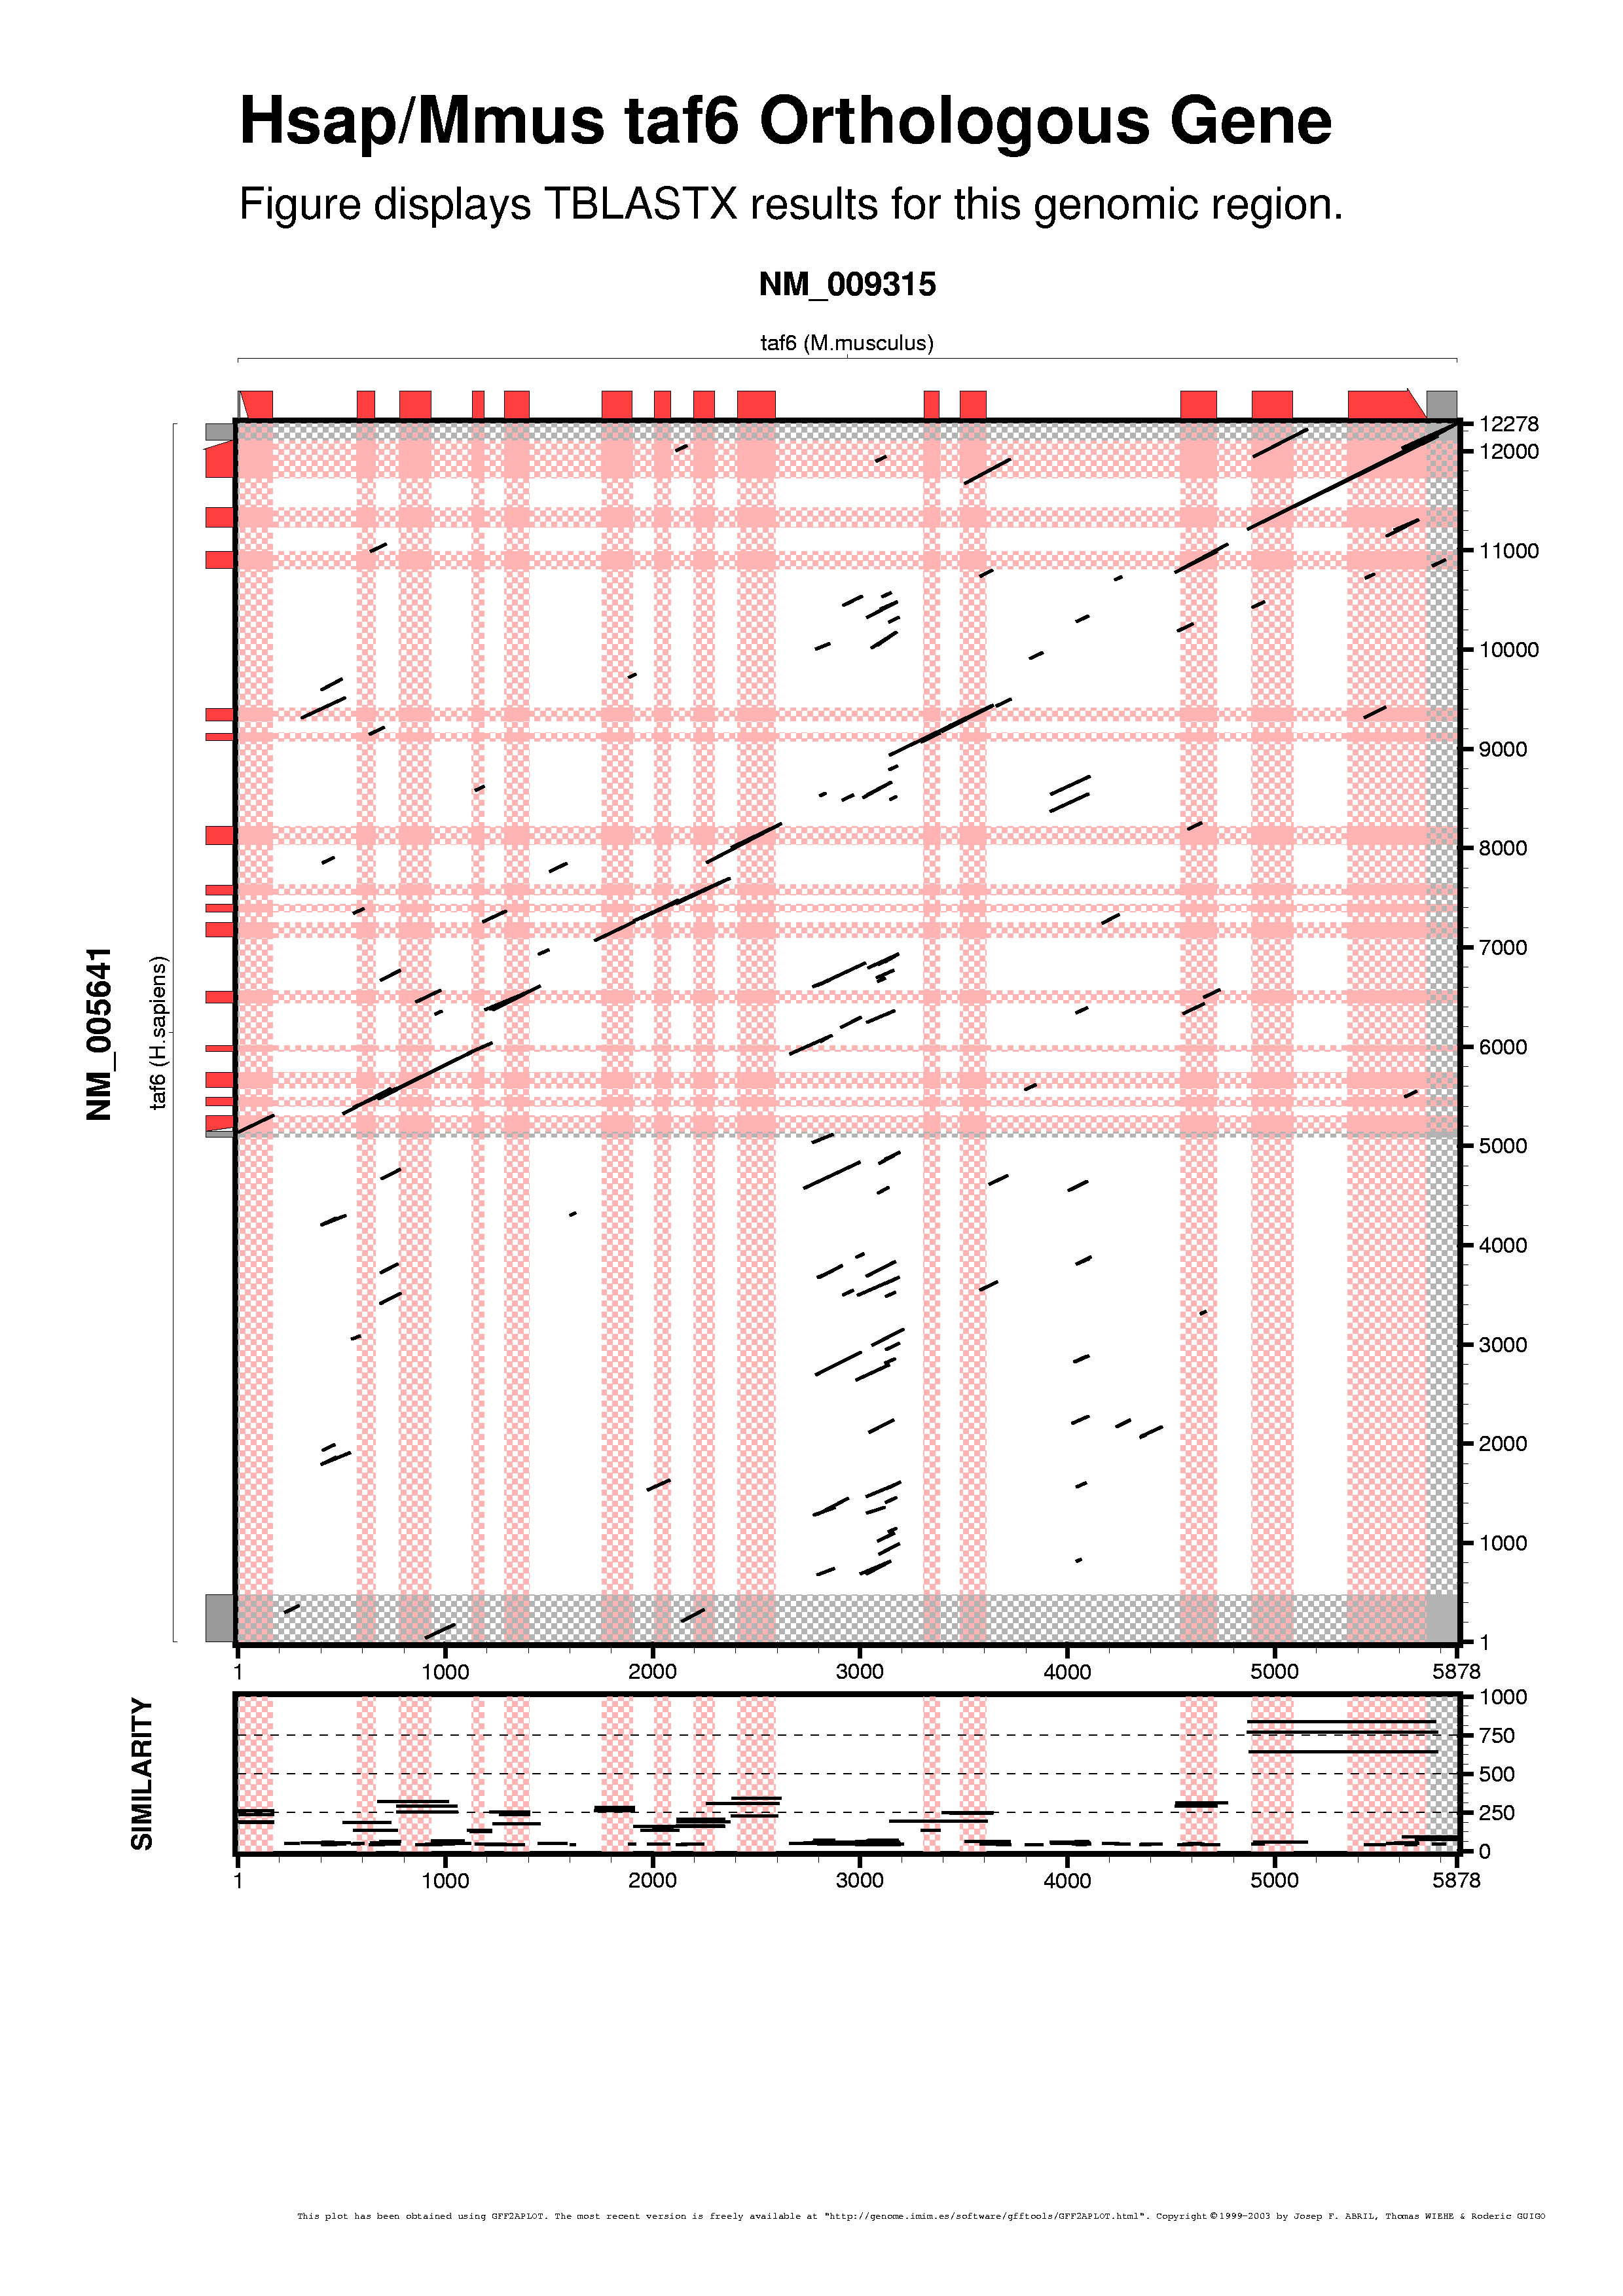 Hsap/Mmus taf6 Orthologous Gene
Figure displays TBLASTX results for this genomic region.
NM_009315
taf6 (M.musculus)
NM_005641
taf6 (H.sapiens)
12278
12000
11000
10000
9000
8000
7000
6000
5000
4000
3000
2000
1000
1
1 1000 2000 3000 4000 5000 5878
SIMILARITY
1000
750
500
250
0
1 1000 2000 3000 4000 5000 5878
This plot has been obtained using GFF2APLOT. The most recent version is freely available at "http://genome.imim.es/software/gfftools/GFF2APLOT.html". Copyright ©1999-2003 by Josep F. ABRIL, Thomas WIEHE & Roderic GUIGO